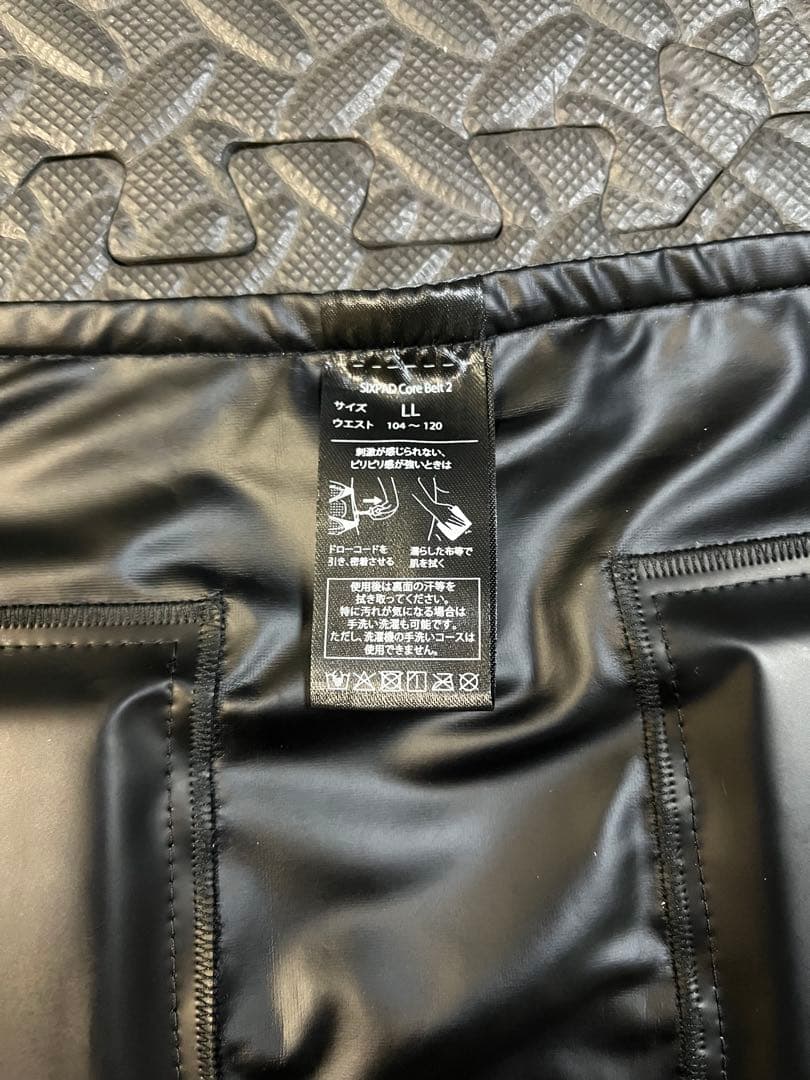 SIXPAD Core Belt 2
サイズ LL
ウエスト 104〜120
刺激が感じられない、
ピリピリ感が強いときは
ドローコードを
引き、密着させる
濡らした布等で
肌を拭く
使用後は裏面の汗等を
拭き取ってください。
特に汚れが気になる場合は
手洗い洗濯も可能です。
ただし、洗濯機の手洗いコースは
使用できません。